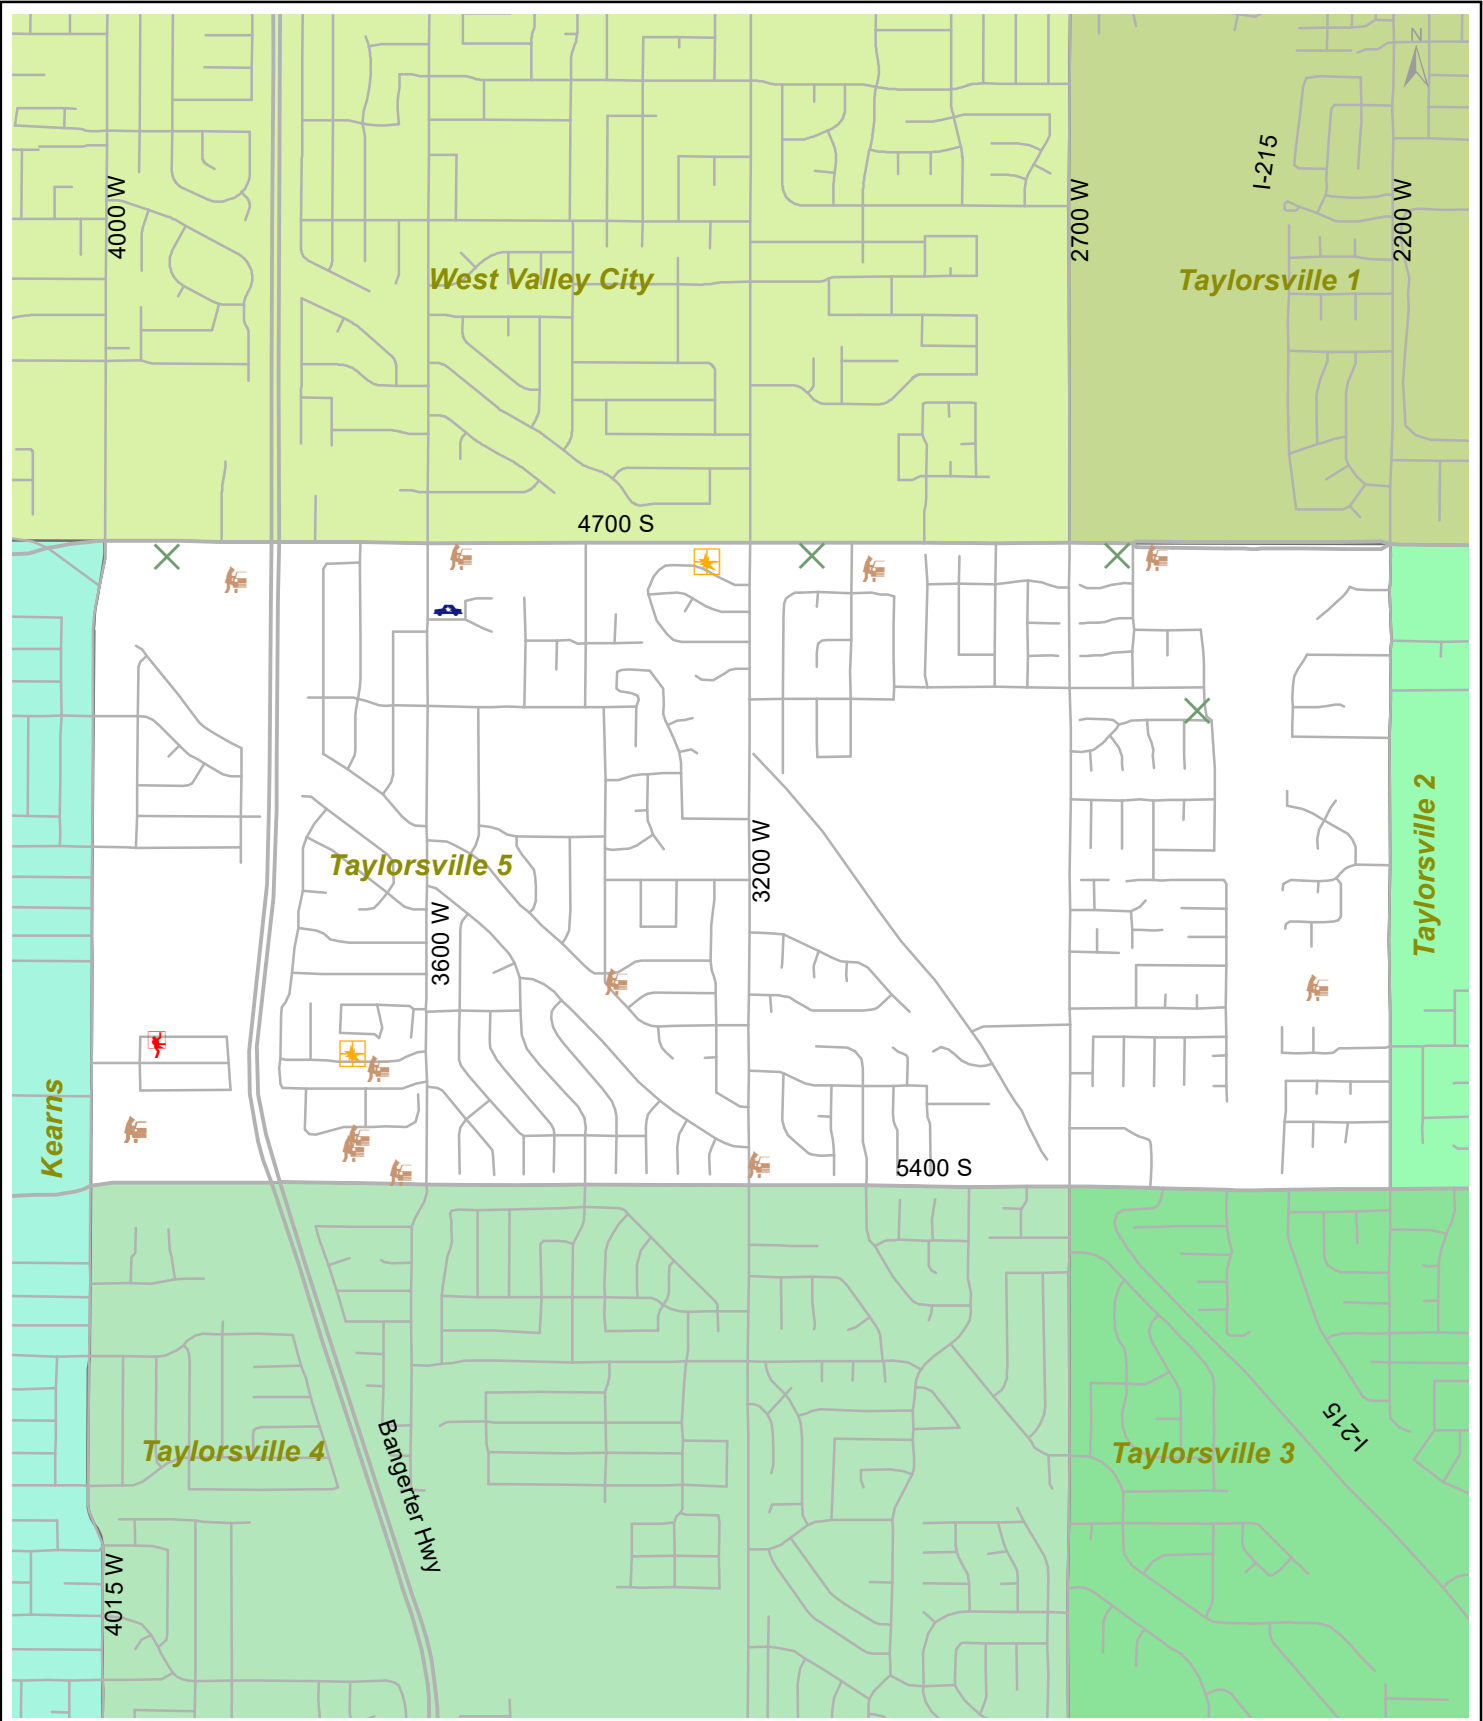 N
I-215
4000 W
2700 W
2200 W
West Valley City
Taylorsville 1
4700 S
Taylorsville 2
3200 W
Taylorsville 5
3600 W
Kearns
5400 S
I-215
Taylorsville 4
Bangerter Hwy
Taylorsville 3
4015 W